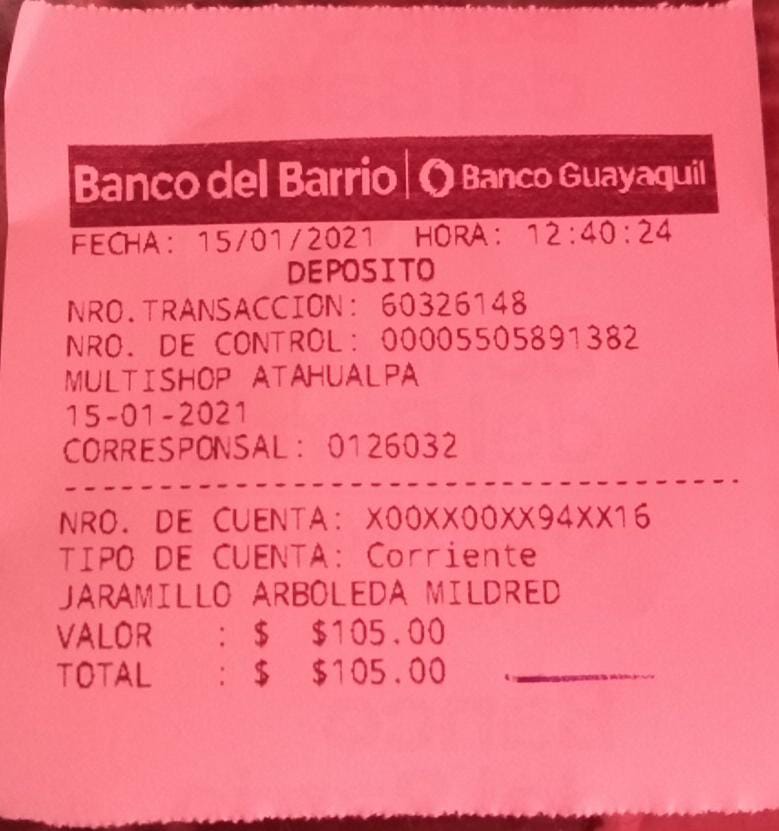 Banco del Barrio | Banco Guayaquil
FECHA: 15/01/2021 HORA: 12:40:24
DEPOSITO
NRO.TRANSACCION: 60326148
NRO. DE CONTROL: 00005505891382
MULTISHOP ATAHUALPA
15-01-2021
CORRESPONSAL: 0126032
NRO. DE CUENTA: X00XX00XX94XX16
TIPO DE CUENTA: Corriente
JARAMILLO ARBOLEDA MILDRED
VALOR : $ $105.00
TOTAL : $ $105.00